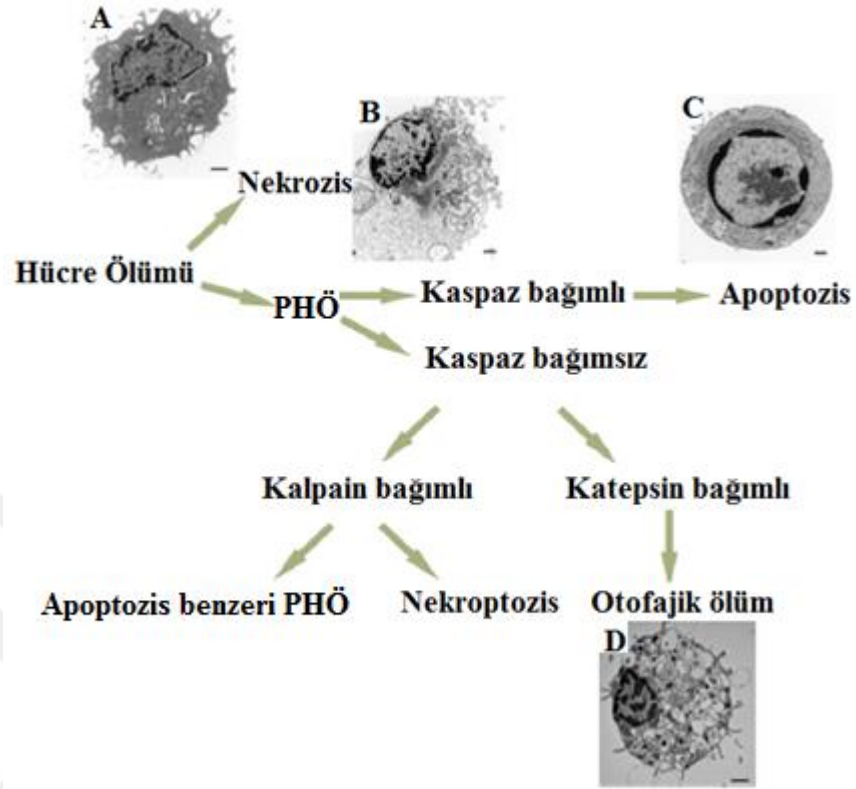 A
B
C
Nekrozis
Hücre Ölümü
PHÖ
Kaspaz bağımlı
Apoptozis
Kaspaz bağımsız
Kalpain bağımlı
Katepsin bağımlı
Apoptozis benzeri PHÖ
Nekroptozis
Otofajik ölüm
D